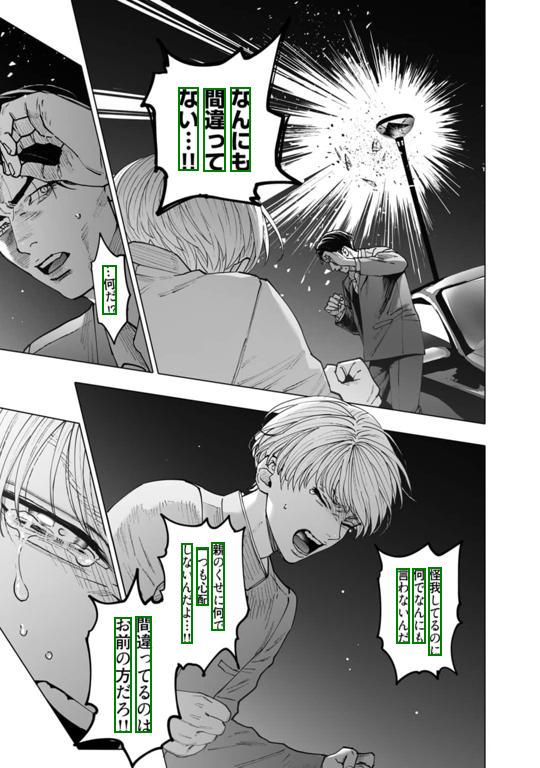 なんにも
間違って
ない…!!
…何だ!?
怪我してるのに
何でなんにも
言わないんだ
親のくせに何で
一つも心配
しないんだよ…!!
間違ってるのは
お前の方だろ!!